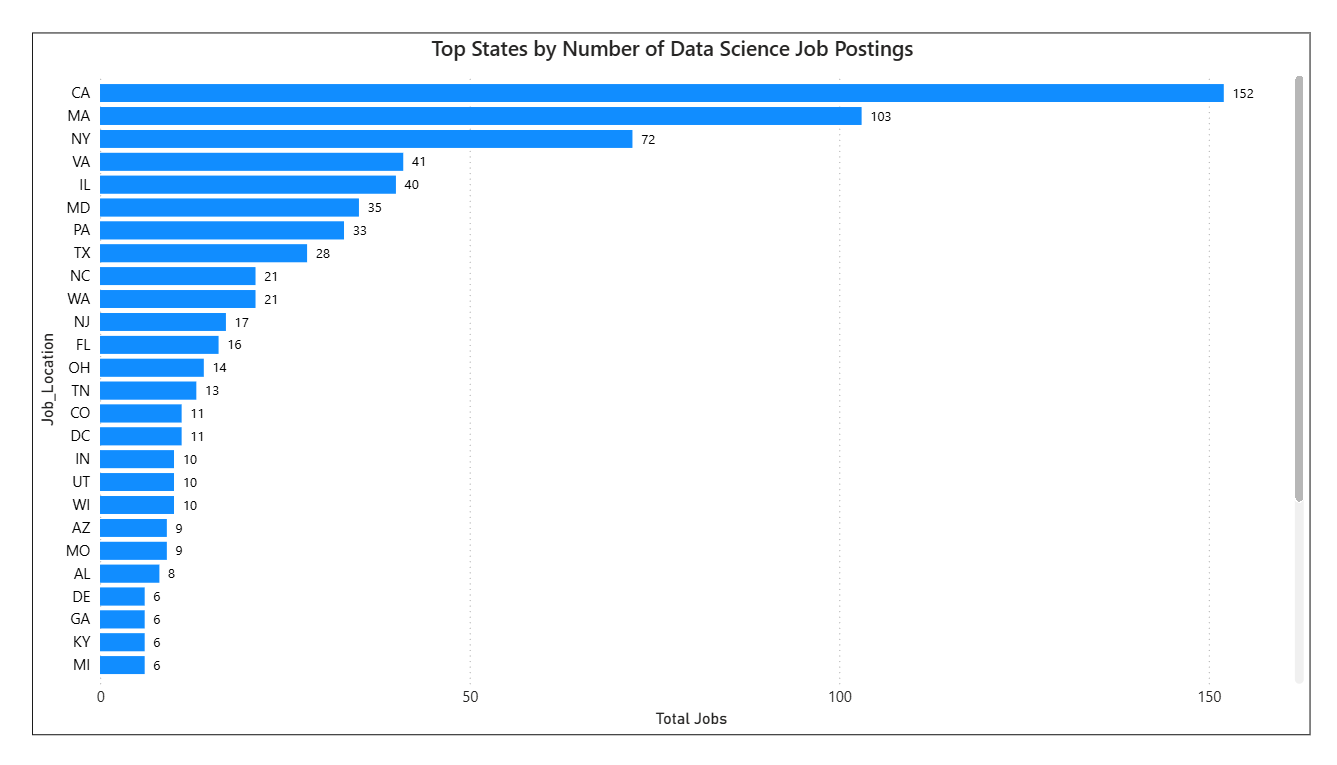 Top States by Number of Data Science Job Postings
Job_Location
CA 152
MA 103
NY 72
VA 41
IL 40
MD 35
PA 33
TX 28
NC 21
WA 21
NJ 17
FL 16
OH 14
TN 13
CO 11
DC 11
IN 10
UT 10
WI 10
AZ 9
MO 9
AL 8
DE 6
GA 6
KY 6
MI 6
0 50 100 150
Total Jobs